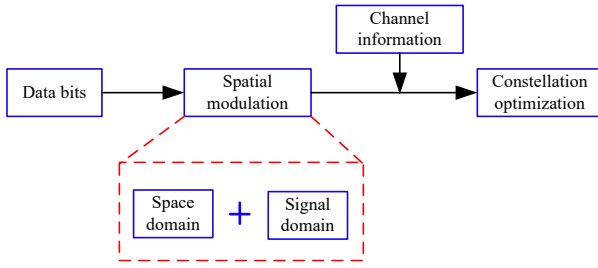 Channel
information
Data bits
Spatial
modulation
Constellation
optimization
Space
domain
+
Signal
domain